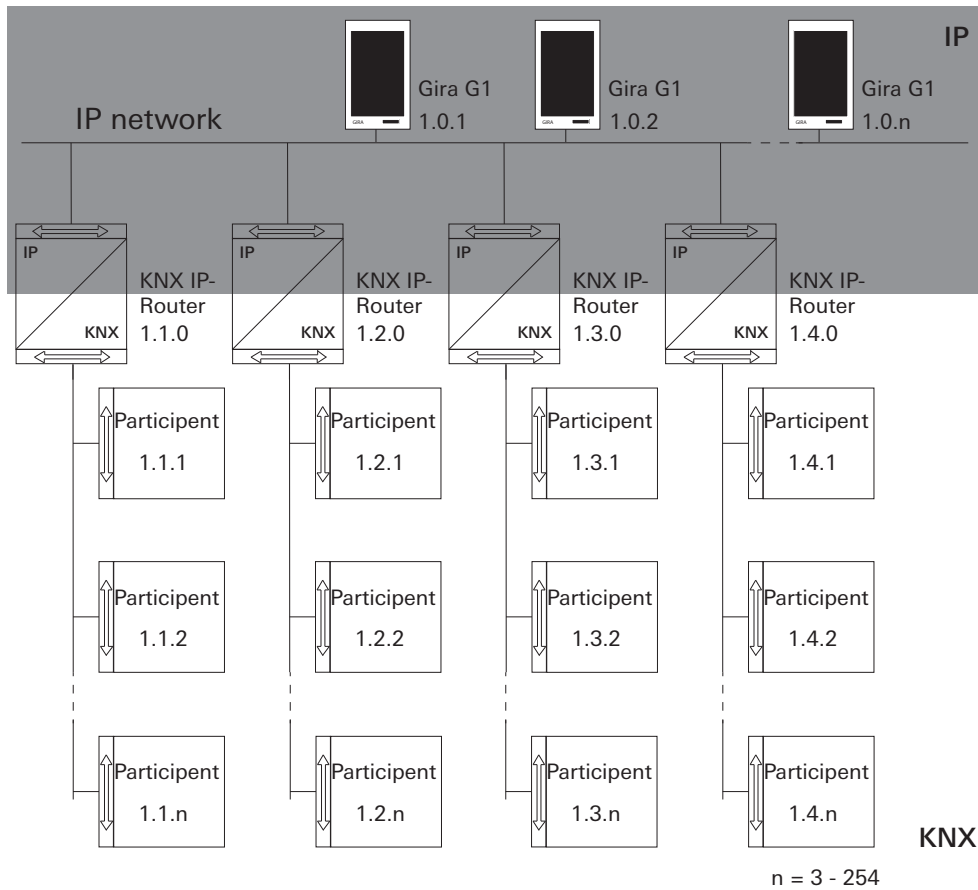 IP
Gira G1
1.0.1
Gira G1
1.0.2
Gira G1
1.0.n
GIRA
GIRA
GIRA
IP network
IP
KNX
KNX IP-
Router
1.1.0
IP
KNX
KNX IP-
Router
1.2.0
IP
KNX
KNX IP-
Router
1.3.0
IP
KNX
KNX IP-
Router
1.4.0
Participent
1.1.1
Participent
1.2.1
Participent
1.3.1
Participent
1.4.1
Participent
1.1.2
Participent
1.2.2
Participent
1.3.2
Participent
1.4.2
Participent
1.1.n
Participent
1.2.n
Participent
1.3.n
Participent
1.4.n
KNX
n = 3 - 254